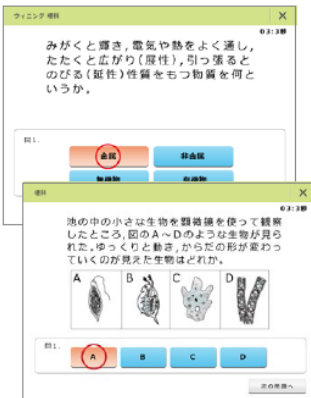 ウィニング 理科
03:3秒
みがくと輝き,電気や熱をよく通し,
たたくと広がり(展性),引っ張ると
のびる(延性)性質をもつ物質を何と
いうか。
問1.
金属
非金属
理科
03:3秒
池の中の小さな生物を顕微鏡を使って観察
したところ,図のA~Dのような生物が見ら
れた。ゆっくりと動き,からだの形が変わっ
ていくのが見えた生物はどれか。
A B C D
問1.
A B C D
次の問題へ